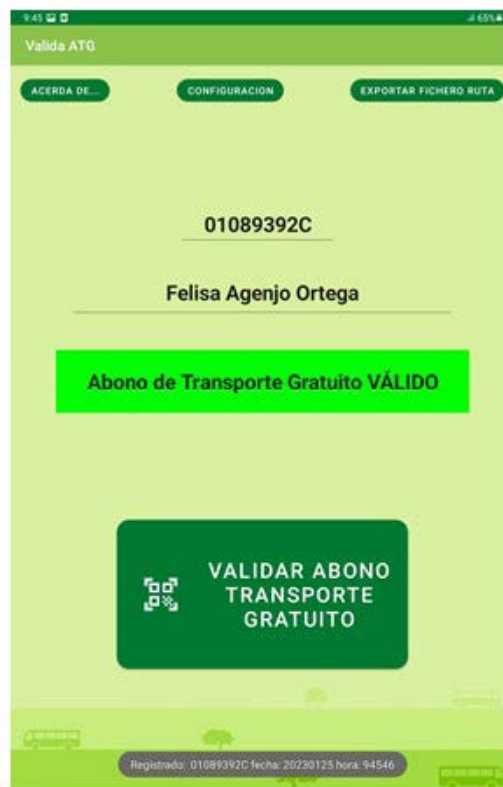 9:45 65%
Valida ATG
ACERDA DE... CONFIGURACION EXPORTAR FICHERO RUTA
01089392C
Felisa Agenjo Ortega
Abono de Transporte Gratuito VÁLIDO
VALIDAR ABONO
TRANSPORTE
GRATUITO
Registrado: 01089392C fecha: 20230125 hora: 94546